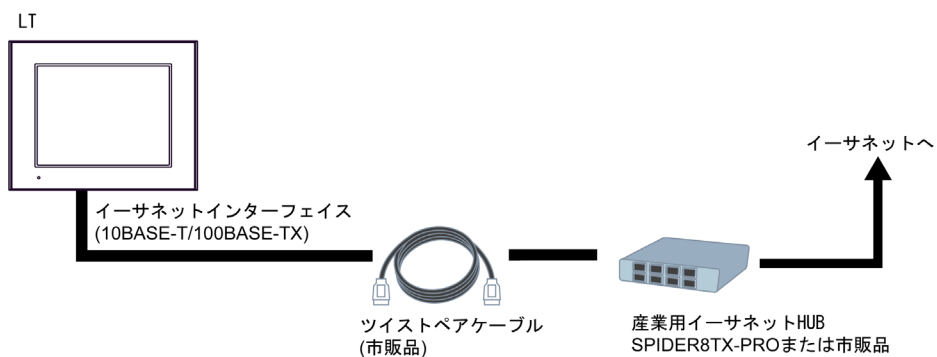 LT
イーサネットへ
イーサネットインターフェイス
(10BASE-T/100BASE-TX)
ツイストペアケーブル
(市販品)
産業用イーサネットHUB
SPIDER8TX-PROまたは市販品